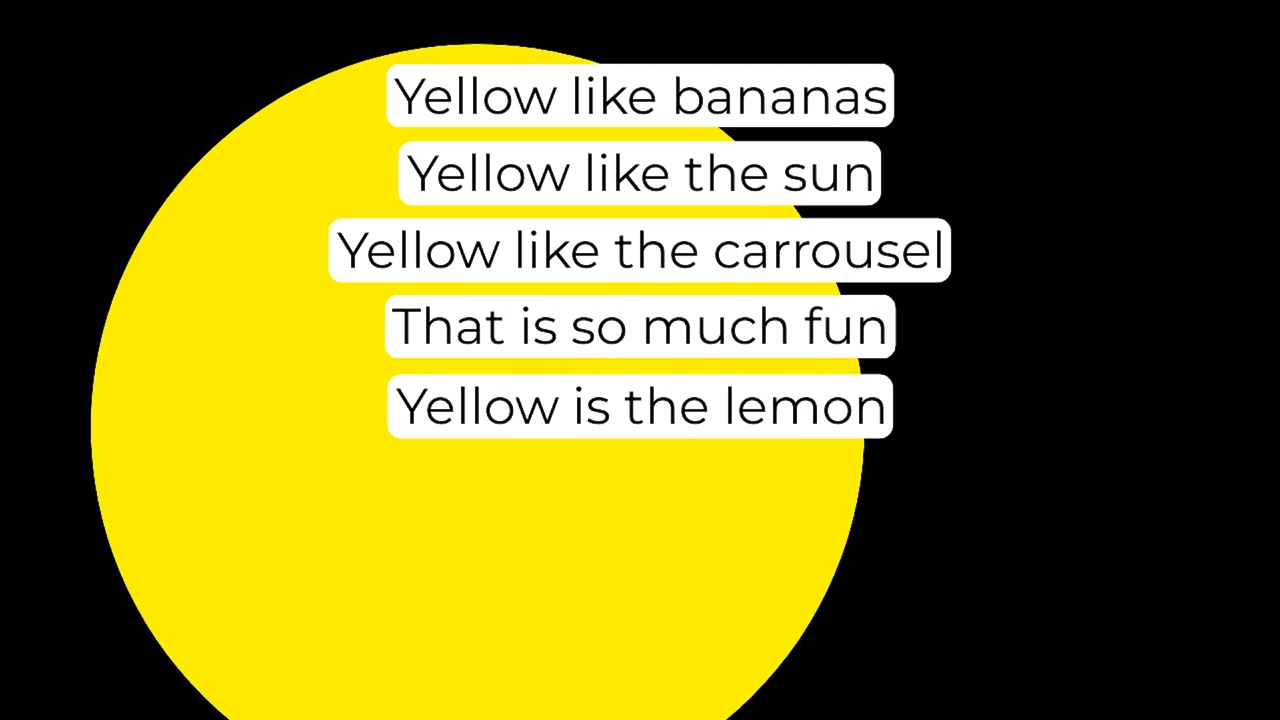 Yellow like bananas
Yellow like the sun
Yellow like the carrousel
That is so much fun
Yellow is the lemon